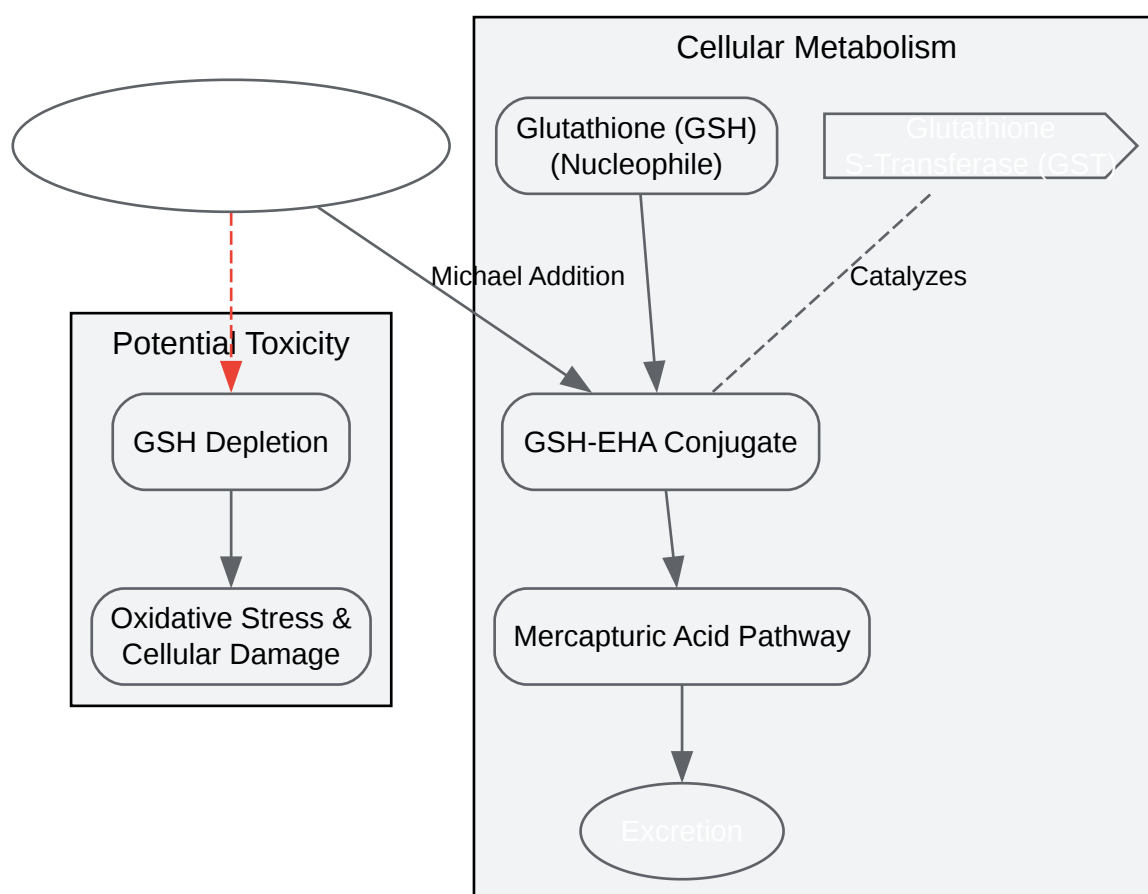 Cellular Metabolism
Glutathione (GSH)
(Nucleophile)
Glutathione
S-Transferase (GST)
Michael Addition
Catalyzes
Potential Toxicity
GSH Depletion
GSH-EHA Conjugate
Oxidative Stress &
Cellular Damage
Mercapturic Acid Pathway
Excretion